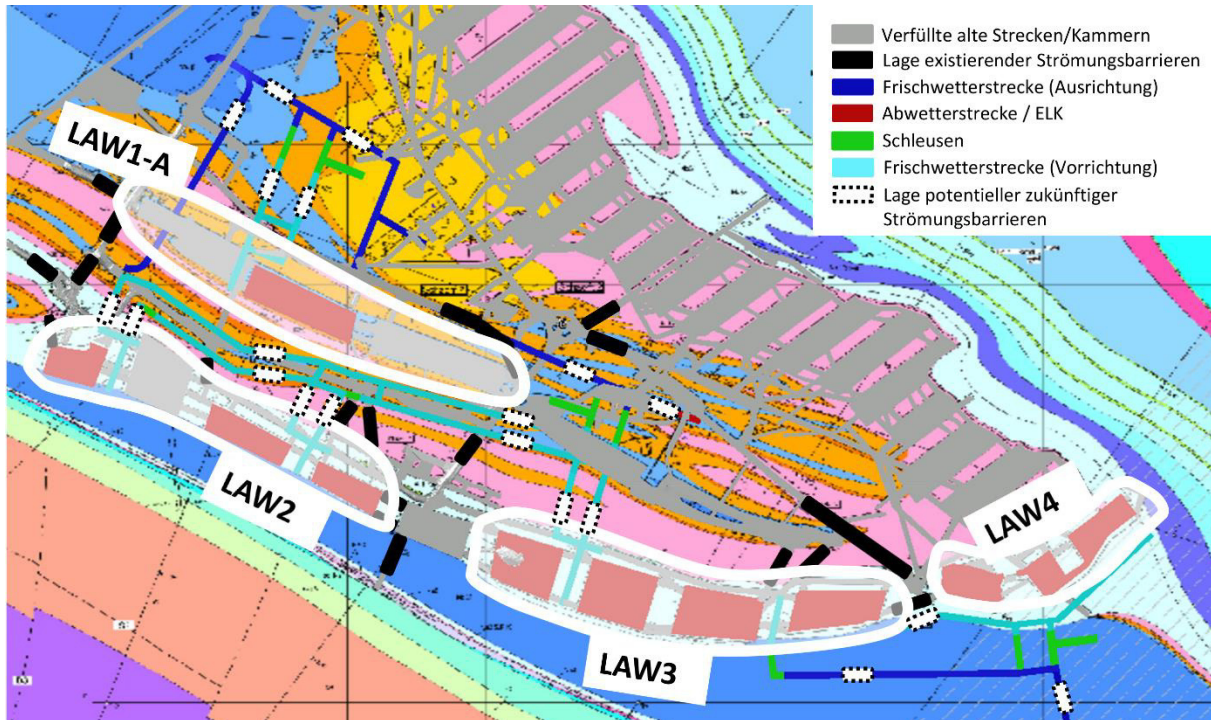 Verfüllte alte Strecken/Kammern
Lage existierender Strömungsbarrieren
Frischwetterstrecke (Ausrichtung)
Abwetterstrecke / ELK
Schleusen
Frischwetterstrecke (Vorrichtung)
Lage potentieller zukünftiger
Strömungsbarrieren
LAW1-A
LAW2
LAW3
LAW4